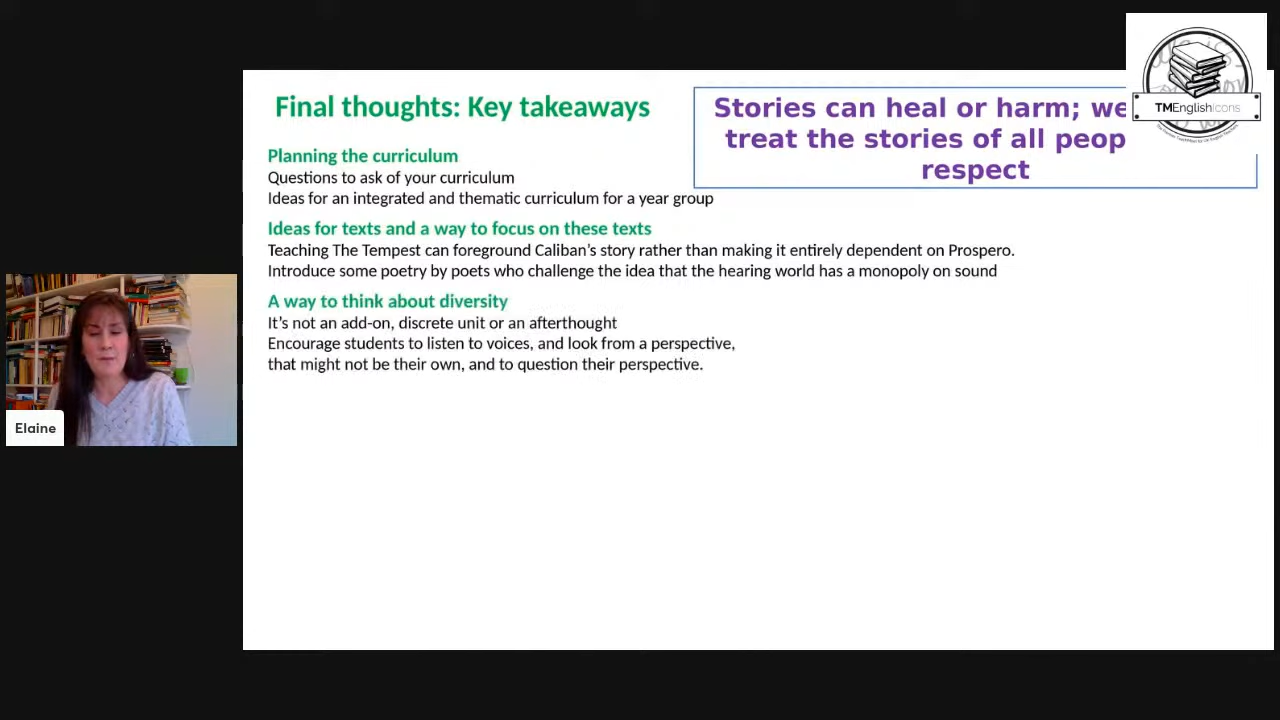 Final thoughts: Key takeaways
Stories can heal or harm; we
treat the stories of all peop
respect
TMEnglishicons
Planning the curriculum
Questions to ask of your curriculum
Ideas for an integrated and thematic curriculum for a year group
Ideas for texts and a way to focus on these texts
Teaching The Tempest can foreground Caliban's story rather than making it entirely dependent on Prospero.
Introduce some poetry by poets who challenge the idea that the hearing world has a monopoly on sound
A way to think about diversity
It's not an add-on, discrete unit or an afterthought
Encourage students to listen to voices, and look from a perspective,
that might not be their own, and to question their perspective.
Elaine